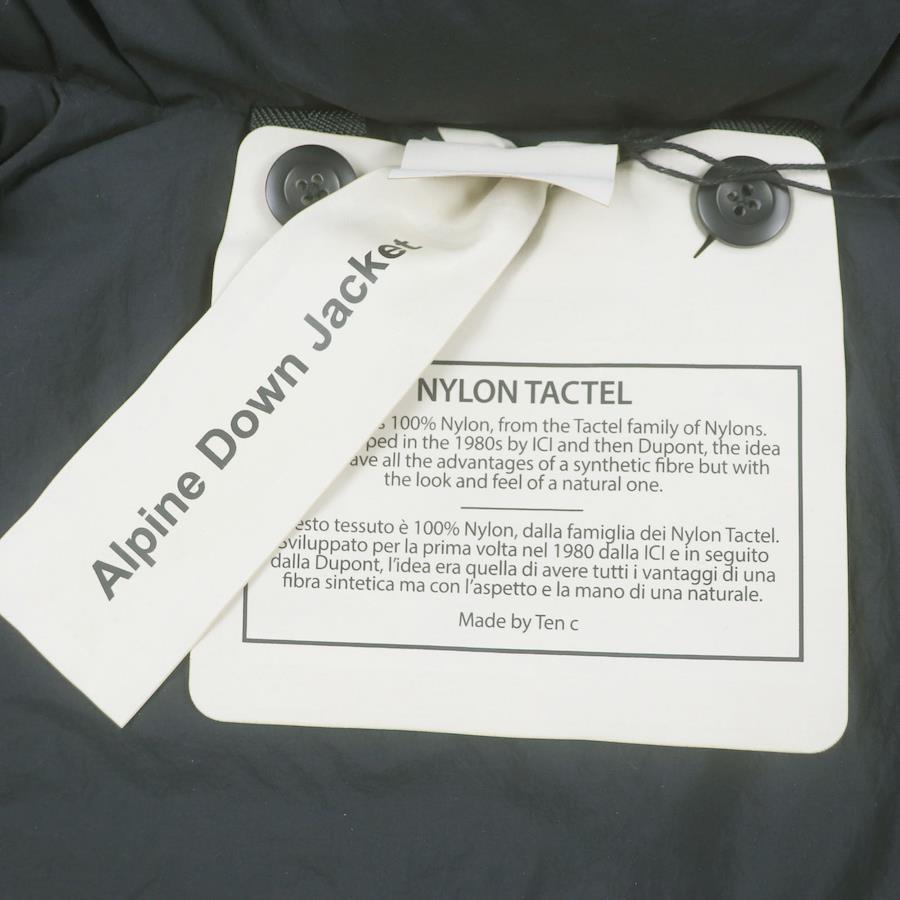 Alpine Down Jacket
NYLON TACTEL
100% Nylon, from the Tactel family of Nylons.
in the 1980s by ICI and then Dupont, the idea
all the advantages of a synthetic fibre but with
the look and feel of a natural one.
tessuto è 100% Nylon, dalla famiglia dei Nylon Tactel.
Sviluppato per la prima volta nel 1980 dalla ICI e in seguito
dalla Dupont, l'idea era quella di avere tutti i vantaggi di una
fibra sintetica ma con l'aspetto e la mano di una naturale.
Made by Ten c